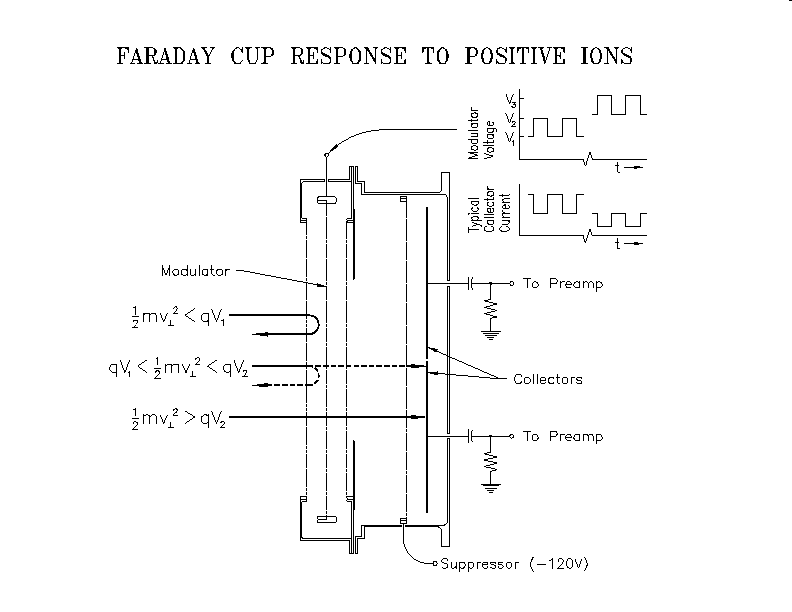 FARADAY CUP RESPONSE TO POSITIVE IONS
Modulator
Voltage
V₃
V₂
V₁
t
Typical
Collector
Current
t
Modulator
To Preamp
½mv⊥² < qV₁
qV₁ < ½mv⊥² < qV₂
Collectors
½mv⊥² > qV₂
To Preamp
Suppressor (−120V)